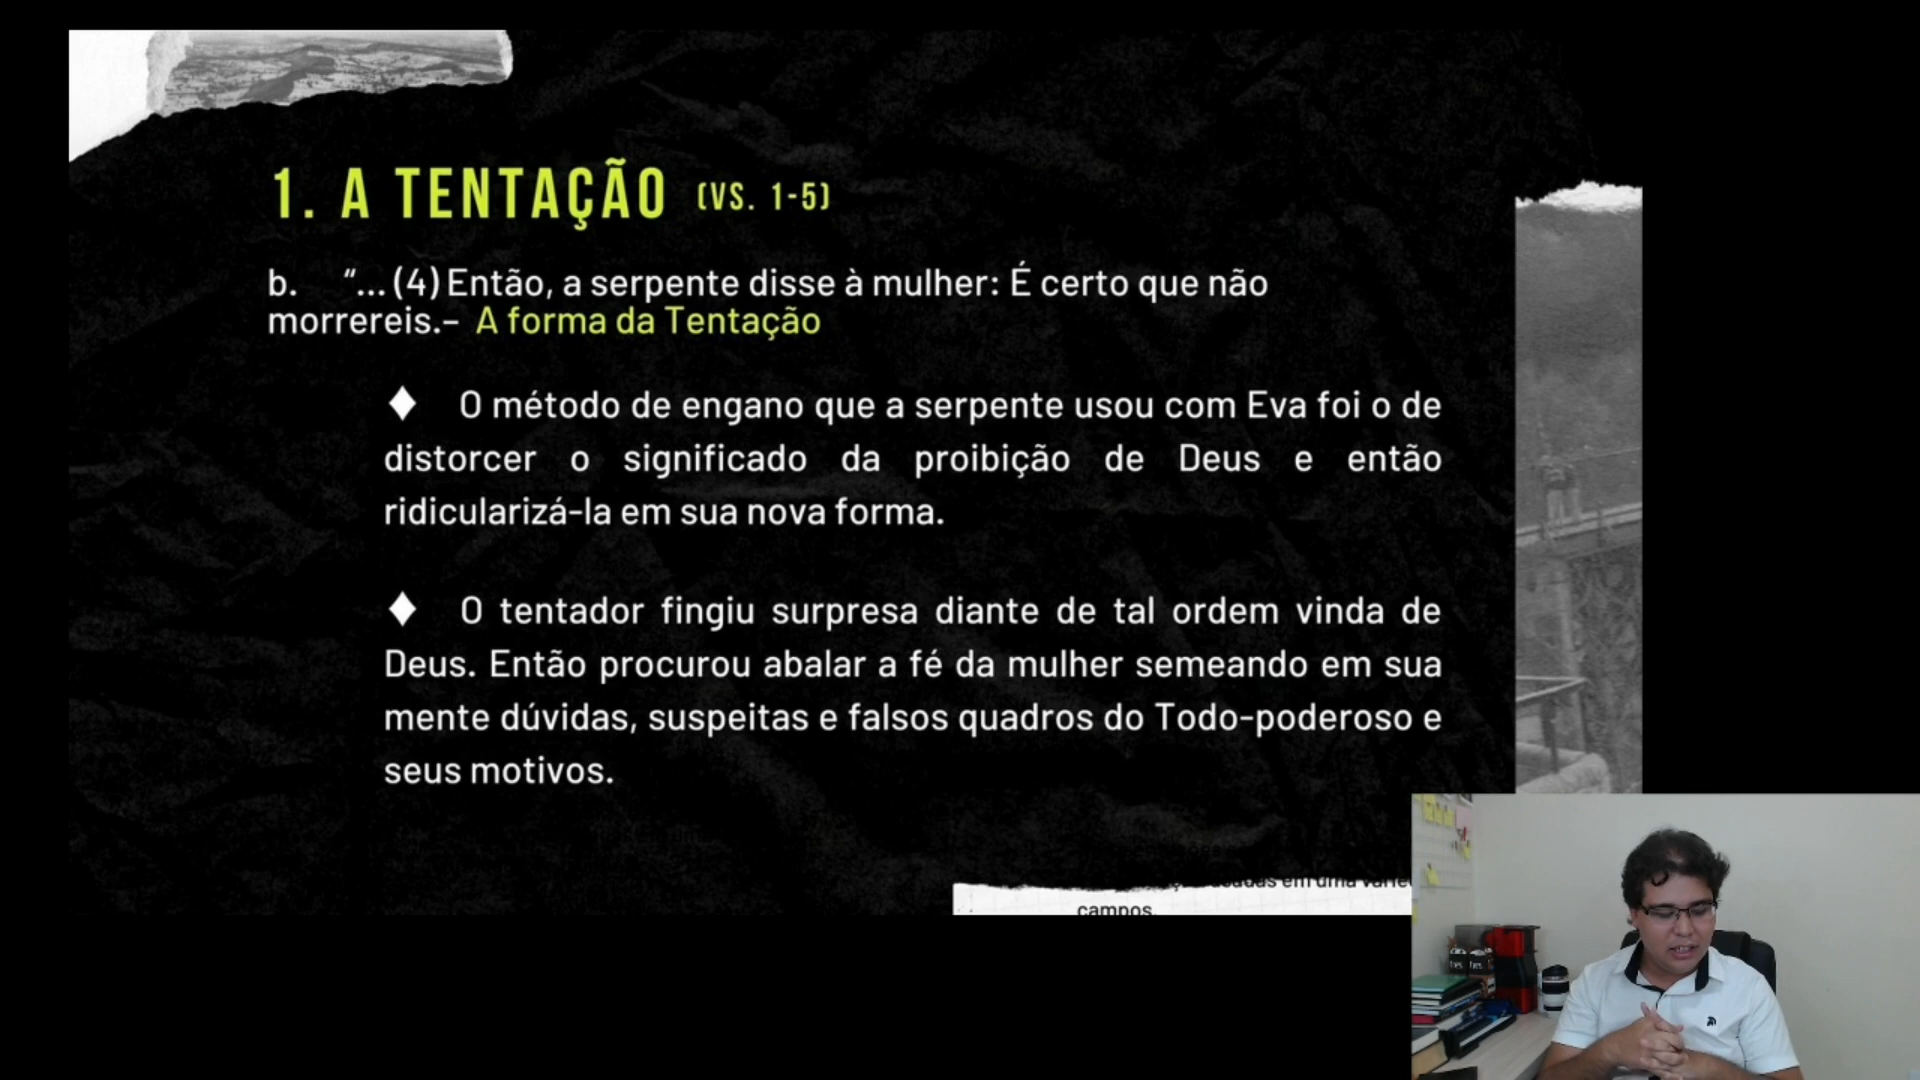 1. A TENTAÇÃO (VS. 1-5)
b. “... (4) Então, a serpente disse à mulher: É certo que não
morrereis.– A forma da Tentação
♦ O método de engano que a serpente usou com Eva foi o de
distorcer o significado da proibição de Deus e então
ridicularizá-la em sua nova forma.
♦ O tentador fingiu surpresa diante de tal ordem vinda de
Deus. Então procurou abalar a fé da mulher semeando em sua
mente dúvidas, suspeitas e falsos quadros do Todo-poderoso e
seus motivos.
em uma
campos.